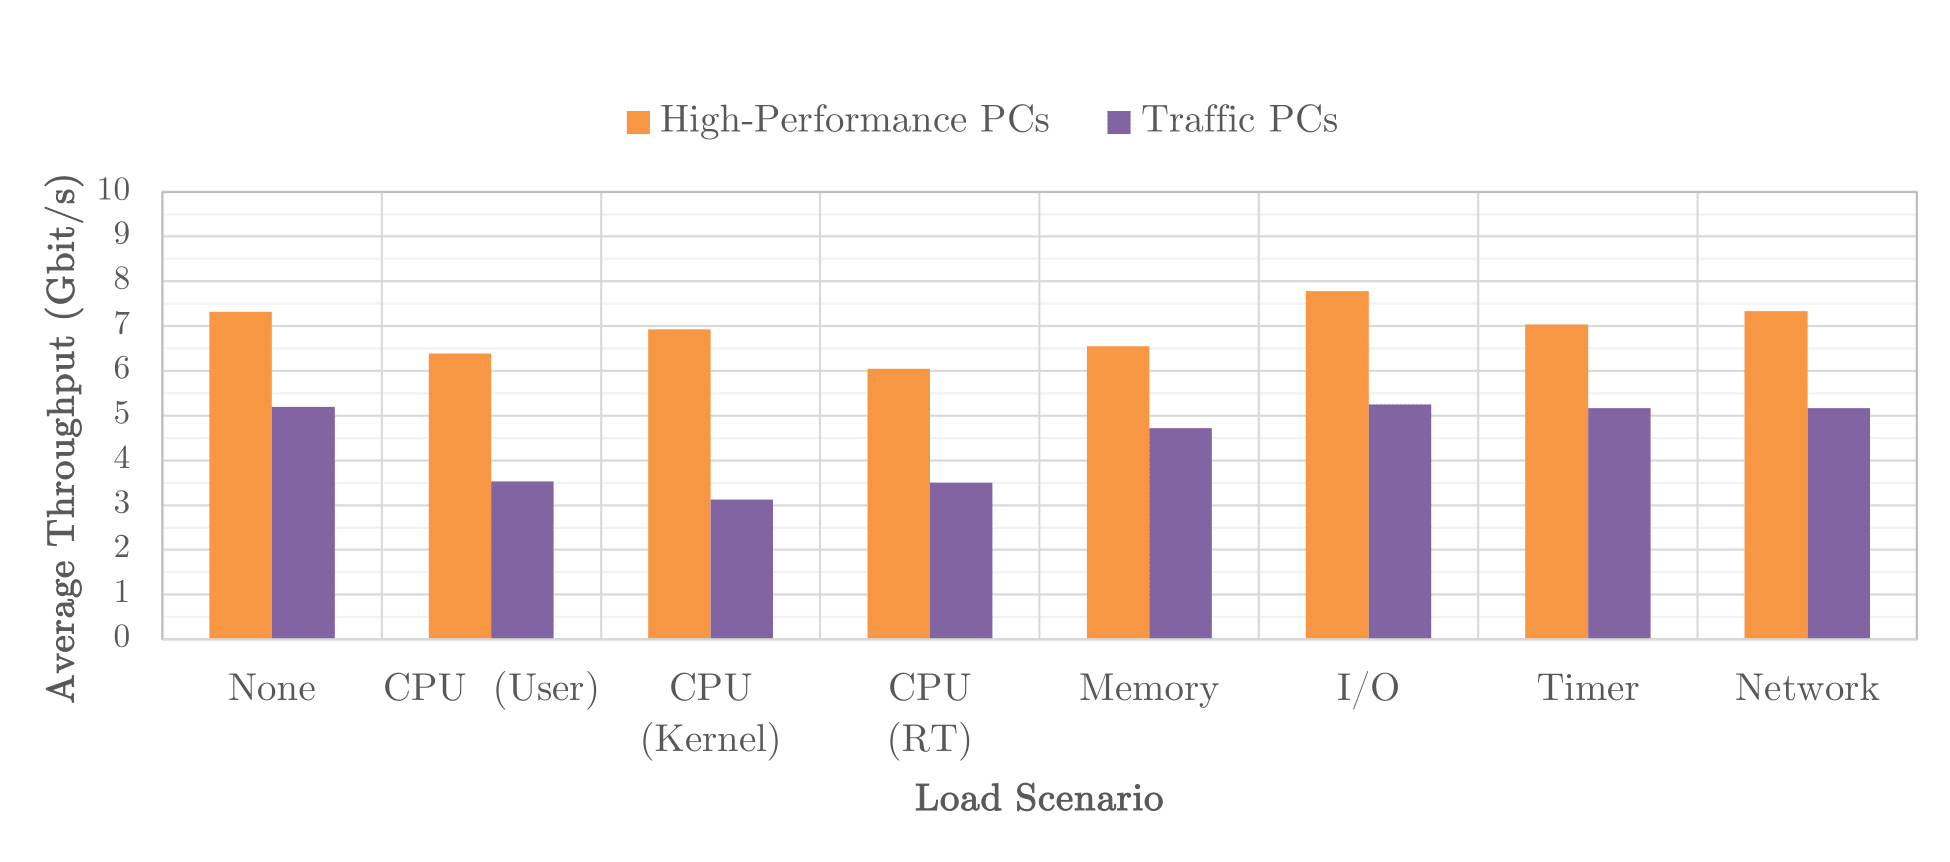 High-Performance PCs
Traffic PCs
Average Throughput (Gbit/s)
10
9
8
7
6
5
4
3
2
1
0
None
CPU (User)
CPU
(Kernel)
CPU
(RT)
Memory
I/O
Timer
Network
Load Scenario